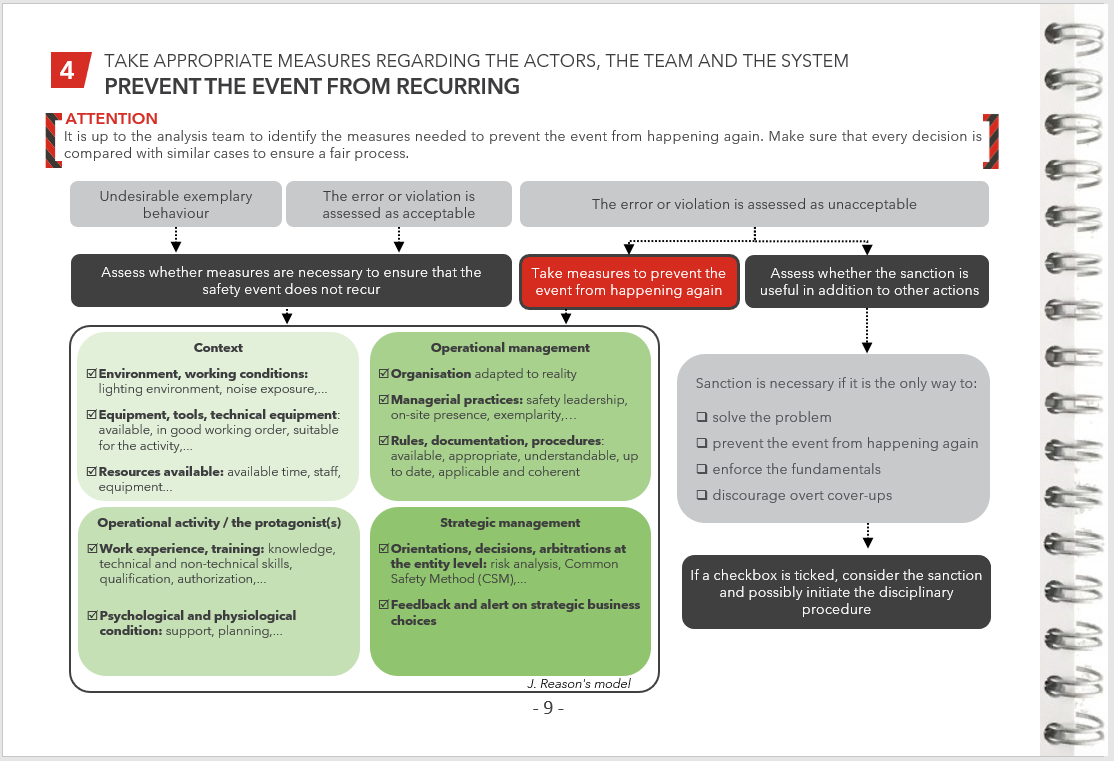 4
TAKE APPROPRIATE MEASURES REGARDING THE ACTORS, THE TEAM AND THE SYSTEM
PREVENT THE EVENT FROM RECURRING
ATTENTION
It is up to the analysis team to identify the measures needed to prevent the event from happening again. Make sure that every decision is
compared with similar cases to ensure a fair process.
Undesirable exemplary
behaviour
The error or violation is
assessed as acceptable
The error or violation is assessed as unacceptable
Assess whether measures are necessary to ensure that the
safety event does not recur
Take measures to prevent the
event from happening again
Assess whether the sanction is
useful in addition to other actions
Context
☑Environment, working conditions:
lighting environment, noise exposure,...
☑Equipment, tools, technical equipment:
available, in good working order, suitable
for the activity,...
☑Resources available: available time, staff,
equipment...
Operational management
☑Organisation adapted to reality
☑Managerial practices: safety leadership,
on-site presence, exemplarity,...
☑Rules, documentation, procedures:
available, appropriate, understandable, up
to date, applicable and coherent
Operational activity / the protagonist(s)
☑Work experience, training: knowledge,
technical and non-technical skills,
qualification, authorization,...
☑Psychological and physiological
condition: support, planning,...
Strategic management
☑Orientations, decisions, arbitrations at
the entity level: risk analysis, Common
Safety Method (CSM),...
☑Feedback and alert on strategic business
choices
J. Reason's model
Sanction is necessary if it is the only way to:
❑ solve the problem
❑ prevent the event from happening again
❑ enforce the fundamentals
❑ discourage overt cover-ups
If a checkbox is ticked, consider the sanction
and possibly initiate the disciplinary
procedure
- 9 -